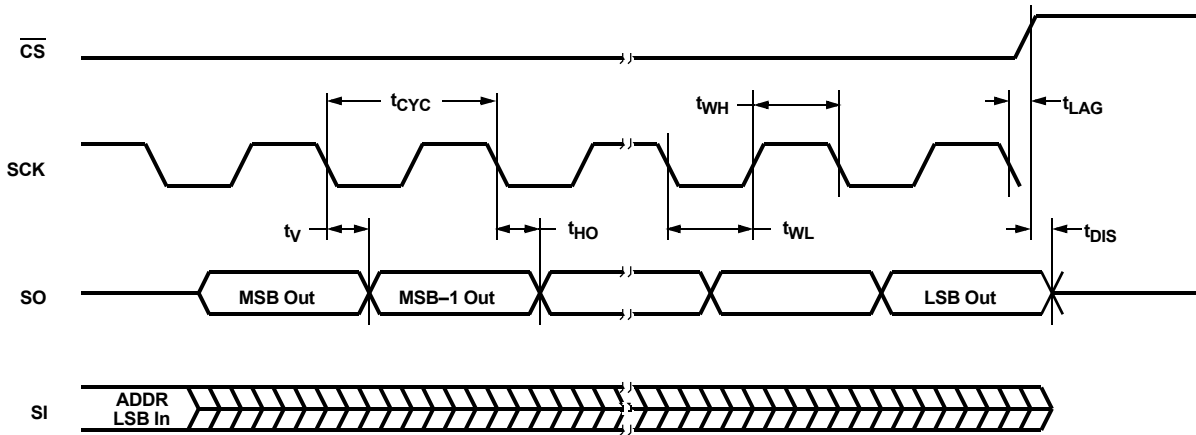 CS
tCYC
tWH
tLAG
SCK
tV
tHO
tWL
tDIS
SO
MSB Out
MSB–1 Out
LSB Out
SI
ADDR
LSB In